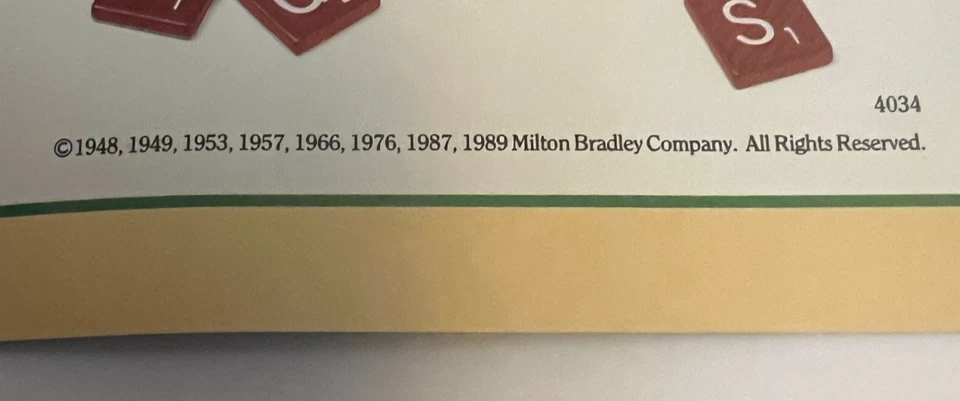 S1
4034
©1948, 1949, 1953, 1957, 1966, 1976, 1987, 1989 Milton Bradley Company. All Rights Reserved.